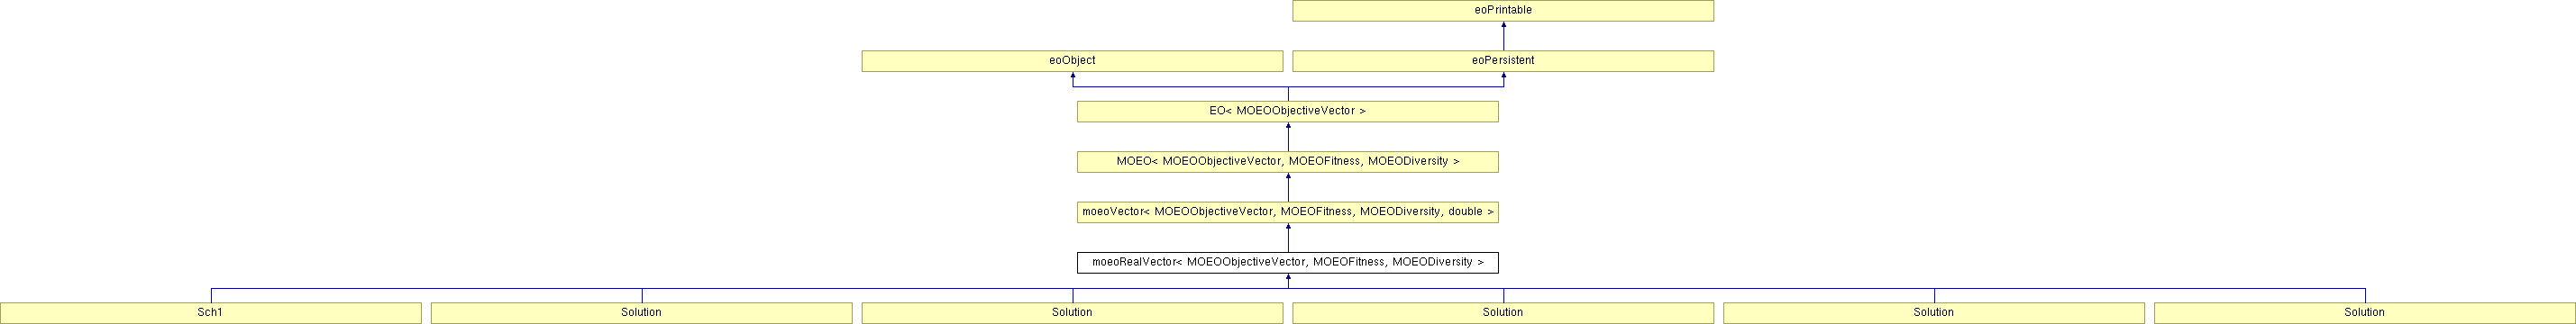 eoPrintable
eoObject
eoPersistent
EO< MOEOObjectiveVector >
MOEO< MOEOObjectiveVector, MOEOFitness, MOEODiversity >
moeoVector< MOEOObjectiveVector, MOEOFitness, MOEODiversity, double >
moeoRealVector< MOEOObjectiveVector, MOEOFitness, MOEODiversity >
Sch1
Solution
Solution
Solution
Solution
Solution